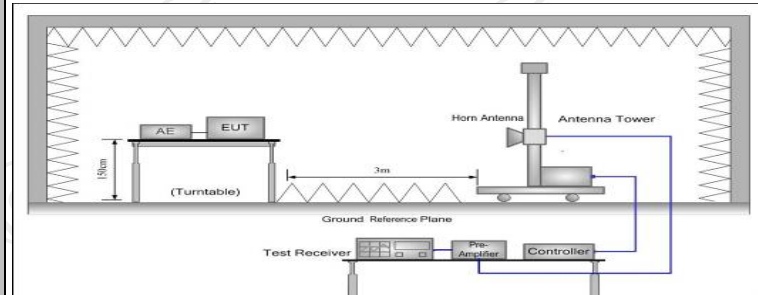 Horn Antenna
Antenna Tower
AE
EUT
150cm
3m
(Turntable)
Ground Reference Plane
Test Receiver
Pre-
Amplifier
Controller